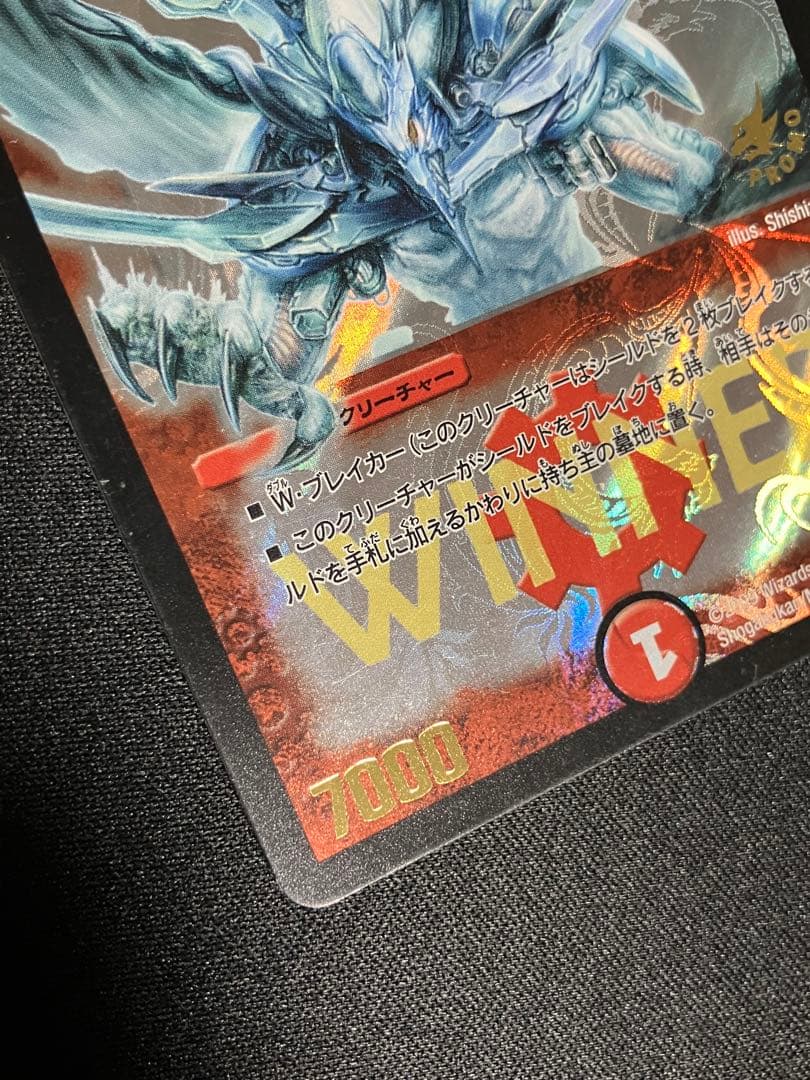 PROMO
illus. Shishi
クリーチャー
■ W・ブレイカー(このクリーチャーはシールドを2枚ブレイクす
■ このクリーチャーがシールドをブレイクする時、相手はその
ルドを手札に加えるかわりに持ち主の墓地に置く。
WINNER
© Wizards
Shogakukan
1
7000